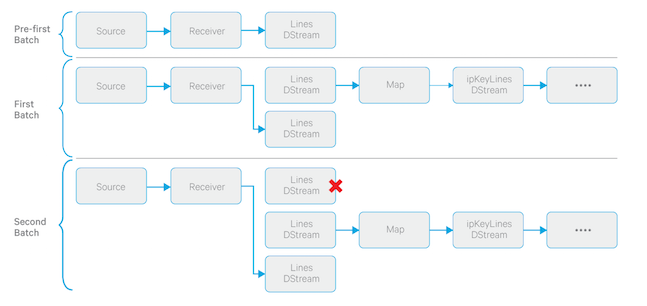 Pre-first
Batch
Source
Receiver
Lines
DStream
First
Batch
Source
Receiver
Lines
DStream
Map
ipKeyLines
DStream
••••
Lines
DStream
Second
Batch
Source
Receiver
Lines
DStream
Lines
DStream
Map
ipKeyLines
DStream
••••
Lines
DStream